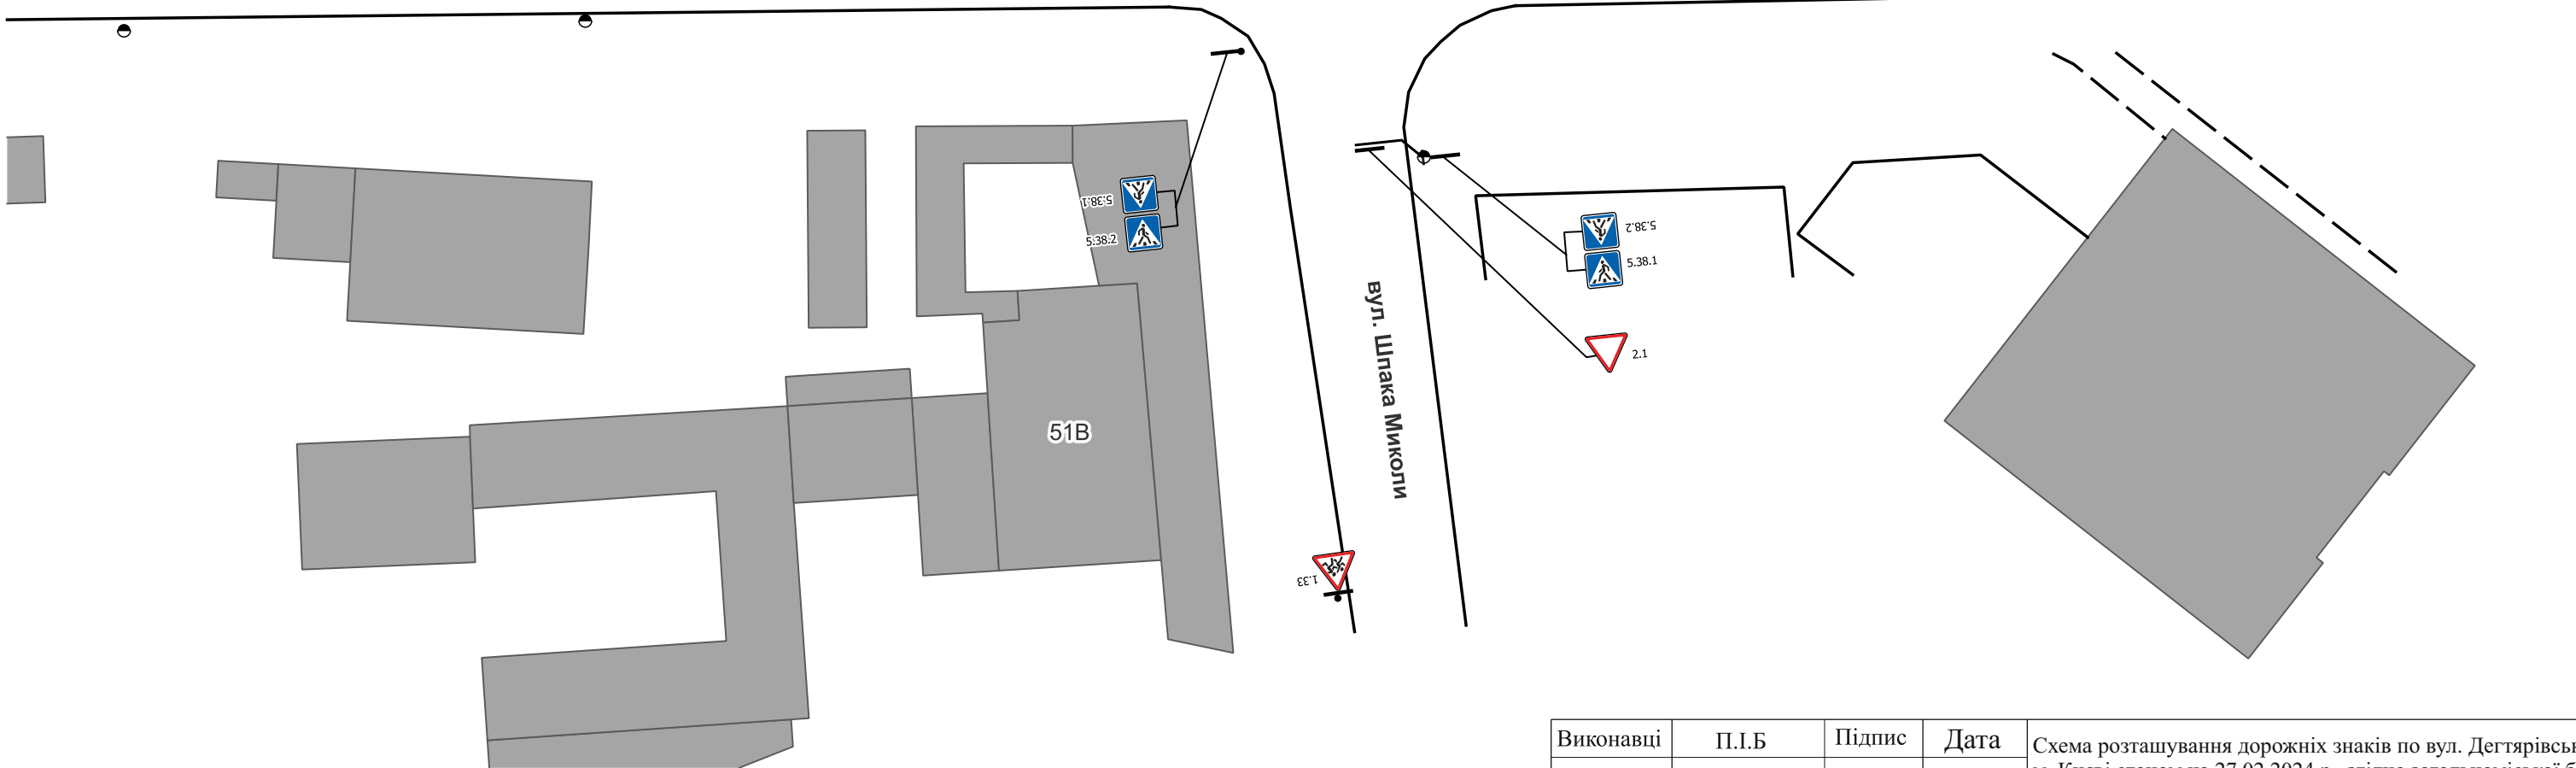 5.38.1
5.38.2
5.38.2
5.38.1
2.1
вул. Шпака Миколи
51В
1.33
Виконавці П.І.Б Підпис Дата
Схема розташування дорожніх знаків по вул.